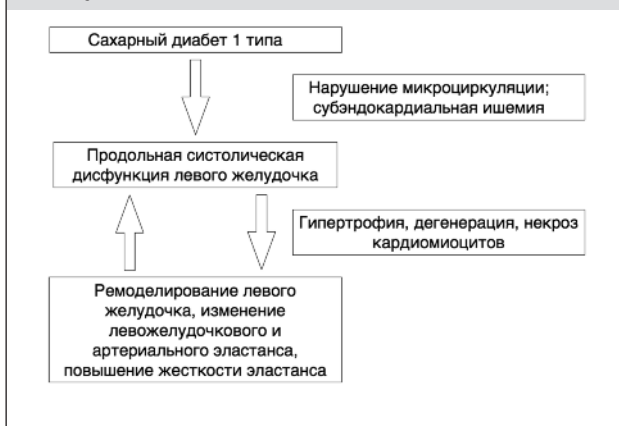 Сахарный диабет 1 типа
Нарушение микроциркуляции;
субэндокардиальная ишемия
Продольная систолическая
дисфункция левого желудочка
Гипертрофия, дегенерация, некроз
кардиомиоцитов
Ремоделирование левого
желудочка, изменение
левожелудочкового и
артериального эластанса,
повышение жесткости эластанса